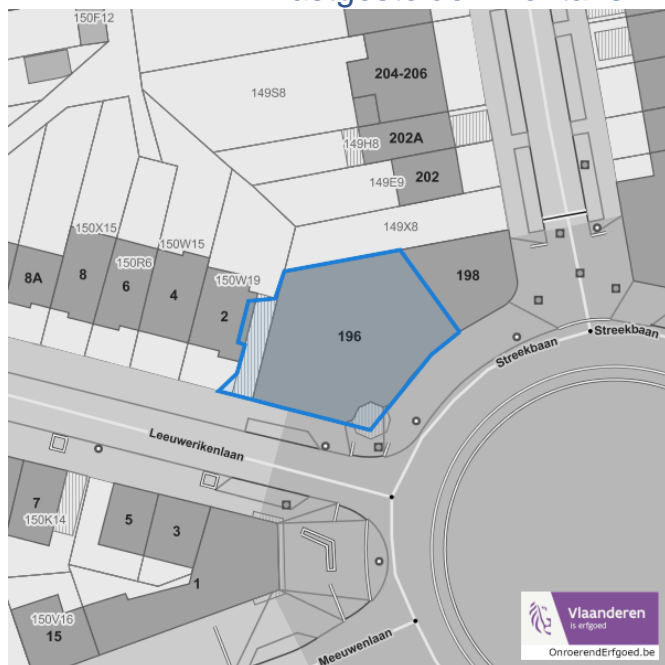 150F12
204-206
149S8
202A
149H8
202
149E9
150X15
149X8
150W15
8A
8
150R6
6
150W19
4
2
198
196
Streekbaan
Streekbaan
Leeuwerikenlaan
7
150K14
5
3
1
150V16
15
Meeuwenlaan
Vlaanderen
is erfgoed
OnroerendErfgoed.be